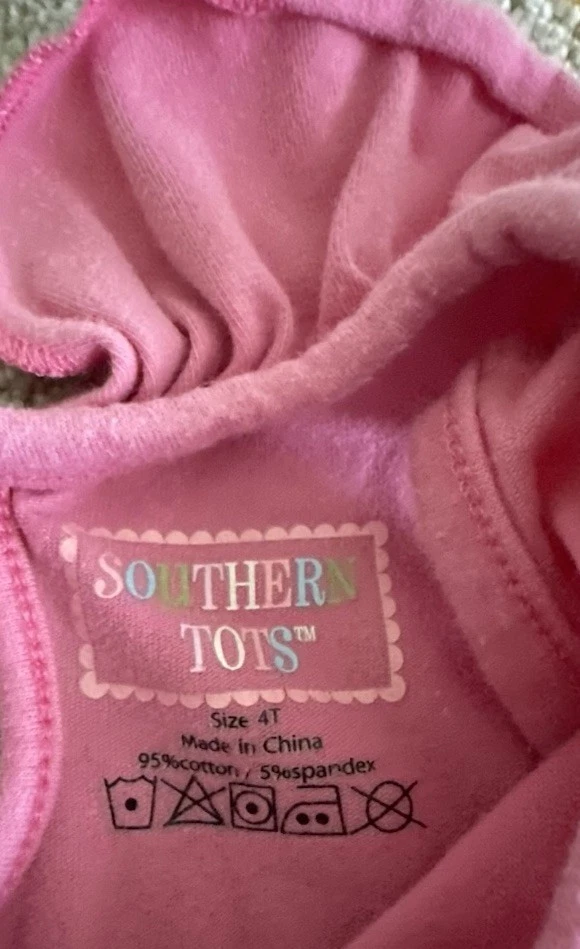 SOUTHERN
TOTS™
Size 4T
Made in China
95%cotton / 5%spandex